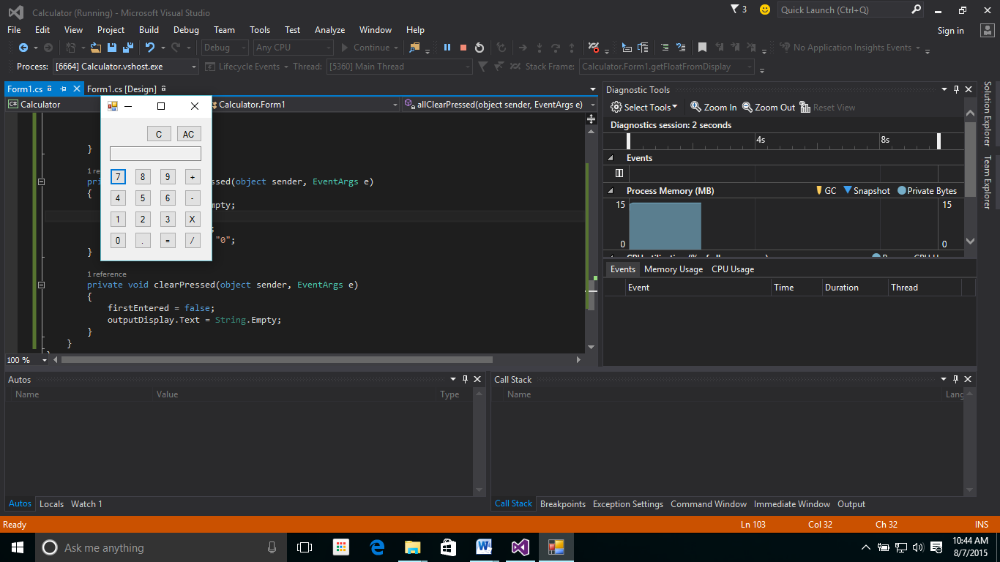 Calculator (Running) - Microsoft Visual Studio
3
Quick Launch (Ctrl+Q)
File Edit View Project Build Debug Team Tools Test Analyze Window Help
Sign in
Debug Any CPU Continue No Application Insights Events
Process: [6664] Calculator.vshost.exe Lifecycle Events Thread: [5360] Main Thread Stack Frame: Calculator.Form1.getFloatFromDisplay
Form1.cs Form1.cs [Design]
Calculator Calculator.Form1 allClearPressed(object sender, EventArgs e)
C AC
7 8 9 +
4 5 6 -
1 2 3 X
0 . = /
}
1 re
pri ssed(object sender, EventArgs e)
{
mpty;
;
"0";
}
1 reference
private void clearPressed(object sender, EventArgs e)
{
firstEntered = false;
outputDisplay.Text = String.Empty;
}
}
100 %
Diagnostic Tools
Select Tools Zoom In Zoom Out Reset View
Diagnostics session: 2 seconds
4s 8s
Events
Process Memory (MB) GC Snapshot Private Bytes
15 15
0 0
Events Memory Usage CPU Usage
Event Time Duration Thread
Solution Explorer
Team Explorer
Autos
Name Value Type
Autos Locals Watch 1
Call Stack
Name Lang
Call Stack Breakpoints Exception Settings Command Window Immediate Window Output
Ready Ln 103 Col 32 Ch 32 INS
Ask me anything
10:44 AM
8/7/2015